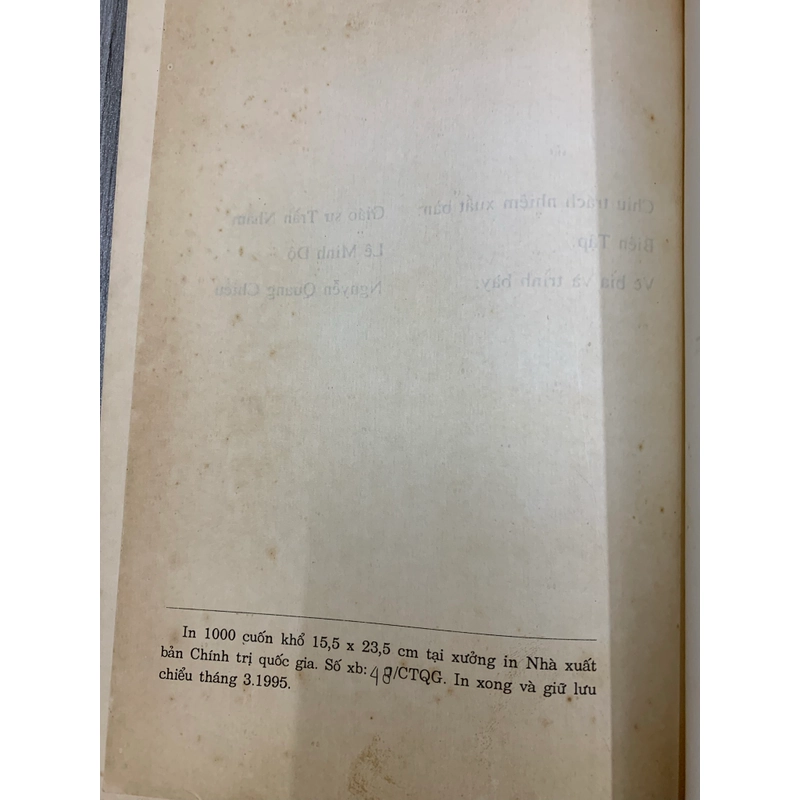 Chịu trách nhiệm xuất bản
Giáo sư Trần Nhâm
Biên Tập.
Lê Minh Độ
Vẽ bìa và trình bày.
Nguyễn Quang Chiểu
In 1000 cuốn khổ 15,5 x 23,5 cm tại xưởng in Nhà xuất
bản Chính trị quốc gia. Số xb: 48/CTQG. In xong và giữ lưu
chiểu tháng 3.1995.